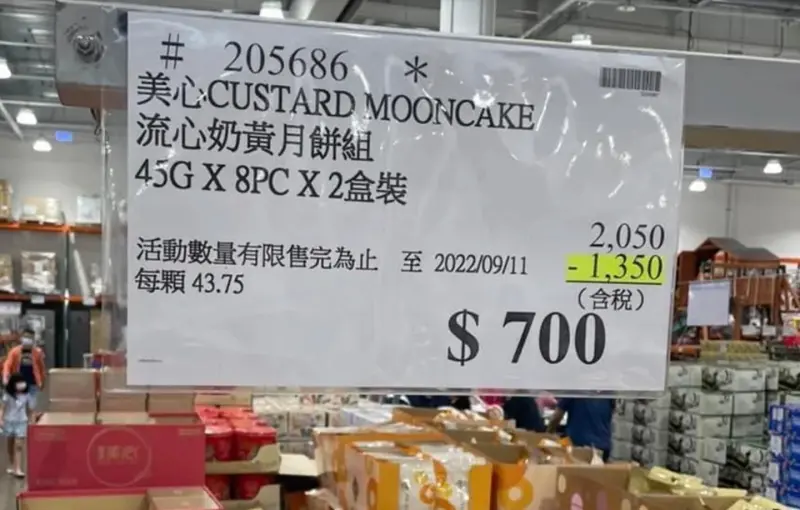 # 205686 *
美心CUSTARD MOONCAKE
流心奶黃月餅組
45G X 8PC X 2盒裝
2,050
活動數量有限售完為止 至 2022/09/11 - 1,350
每顆 43.75 （含稅）
$ 700